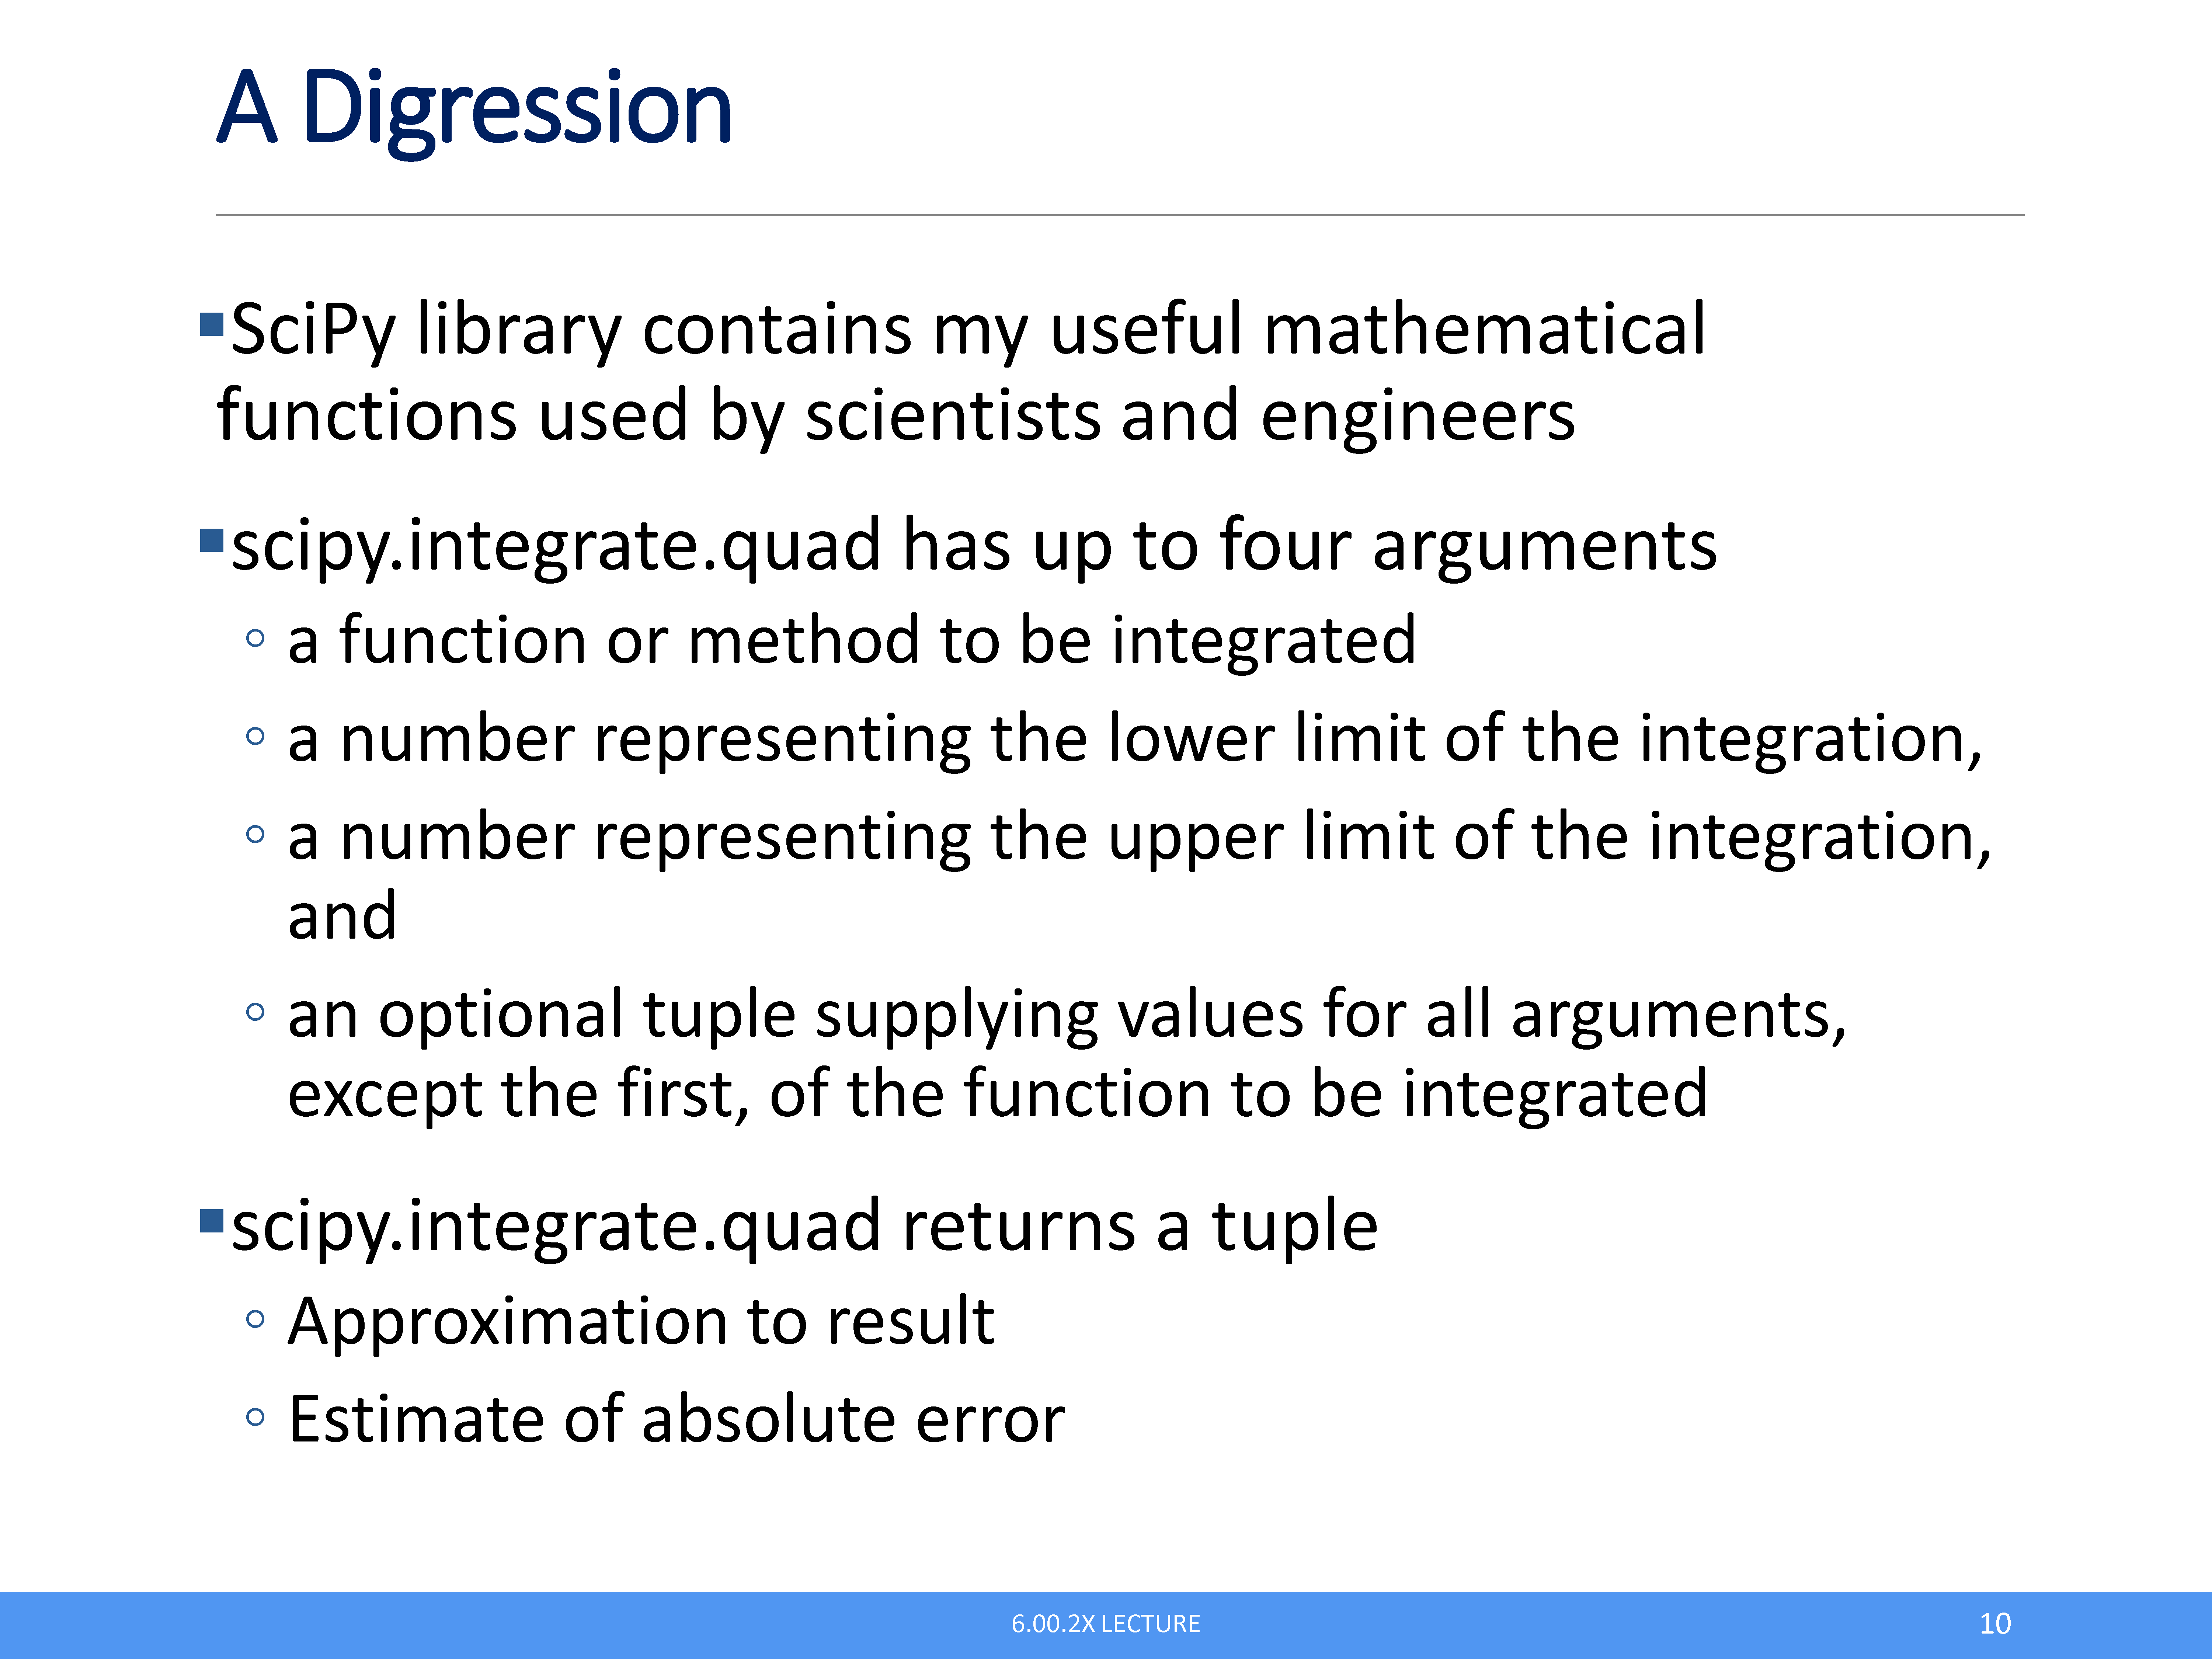 A Digression
▪SciPy library contains my useful mathematical
functions used by scientists and engineers
▪scipy.integrate.quad has up to four arguments
◦ a function or method to be integrated
◦ a number representing the lower limit of the integration,
◦ a number representing the upper limit of the integration,
and
◦ an optional tuple supplying values for all arguments,
except the first, of the function to be integrated
▪scipy.integrate.quad returns a tuple
◦ Approximation to result
◦ Estimate of absolute error
6.00.2X LECTURE
10